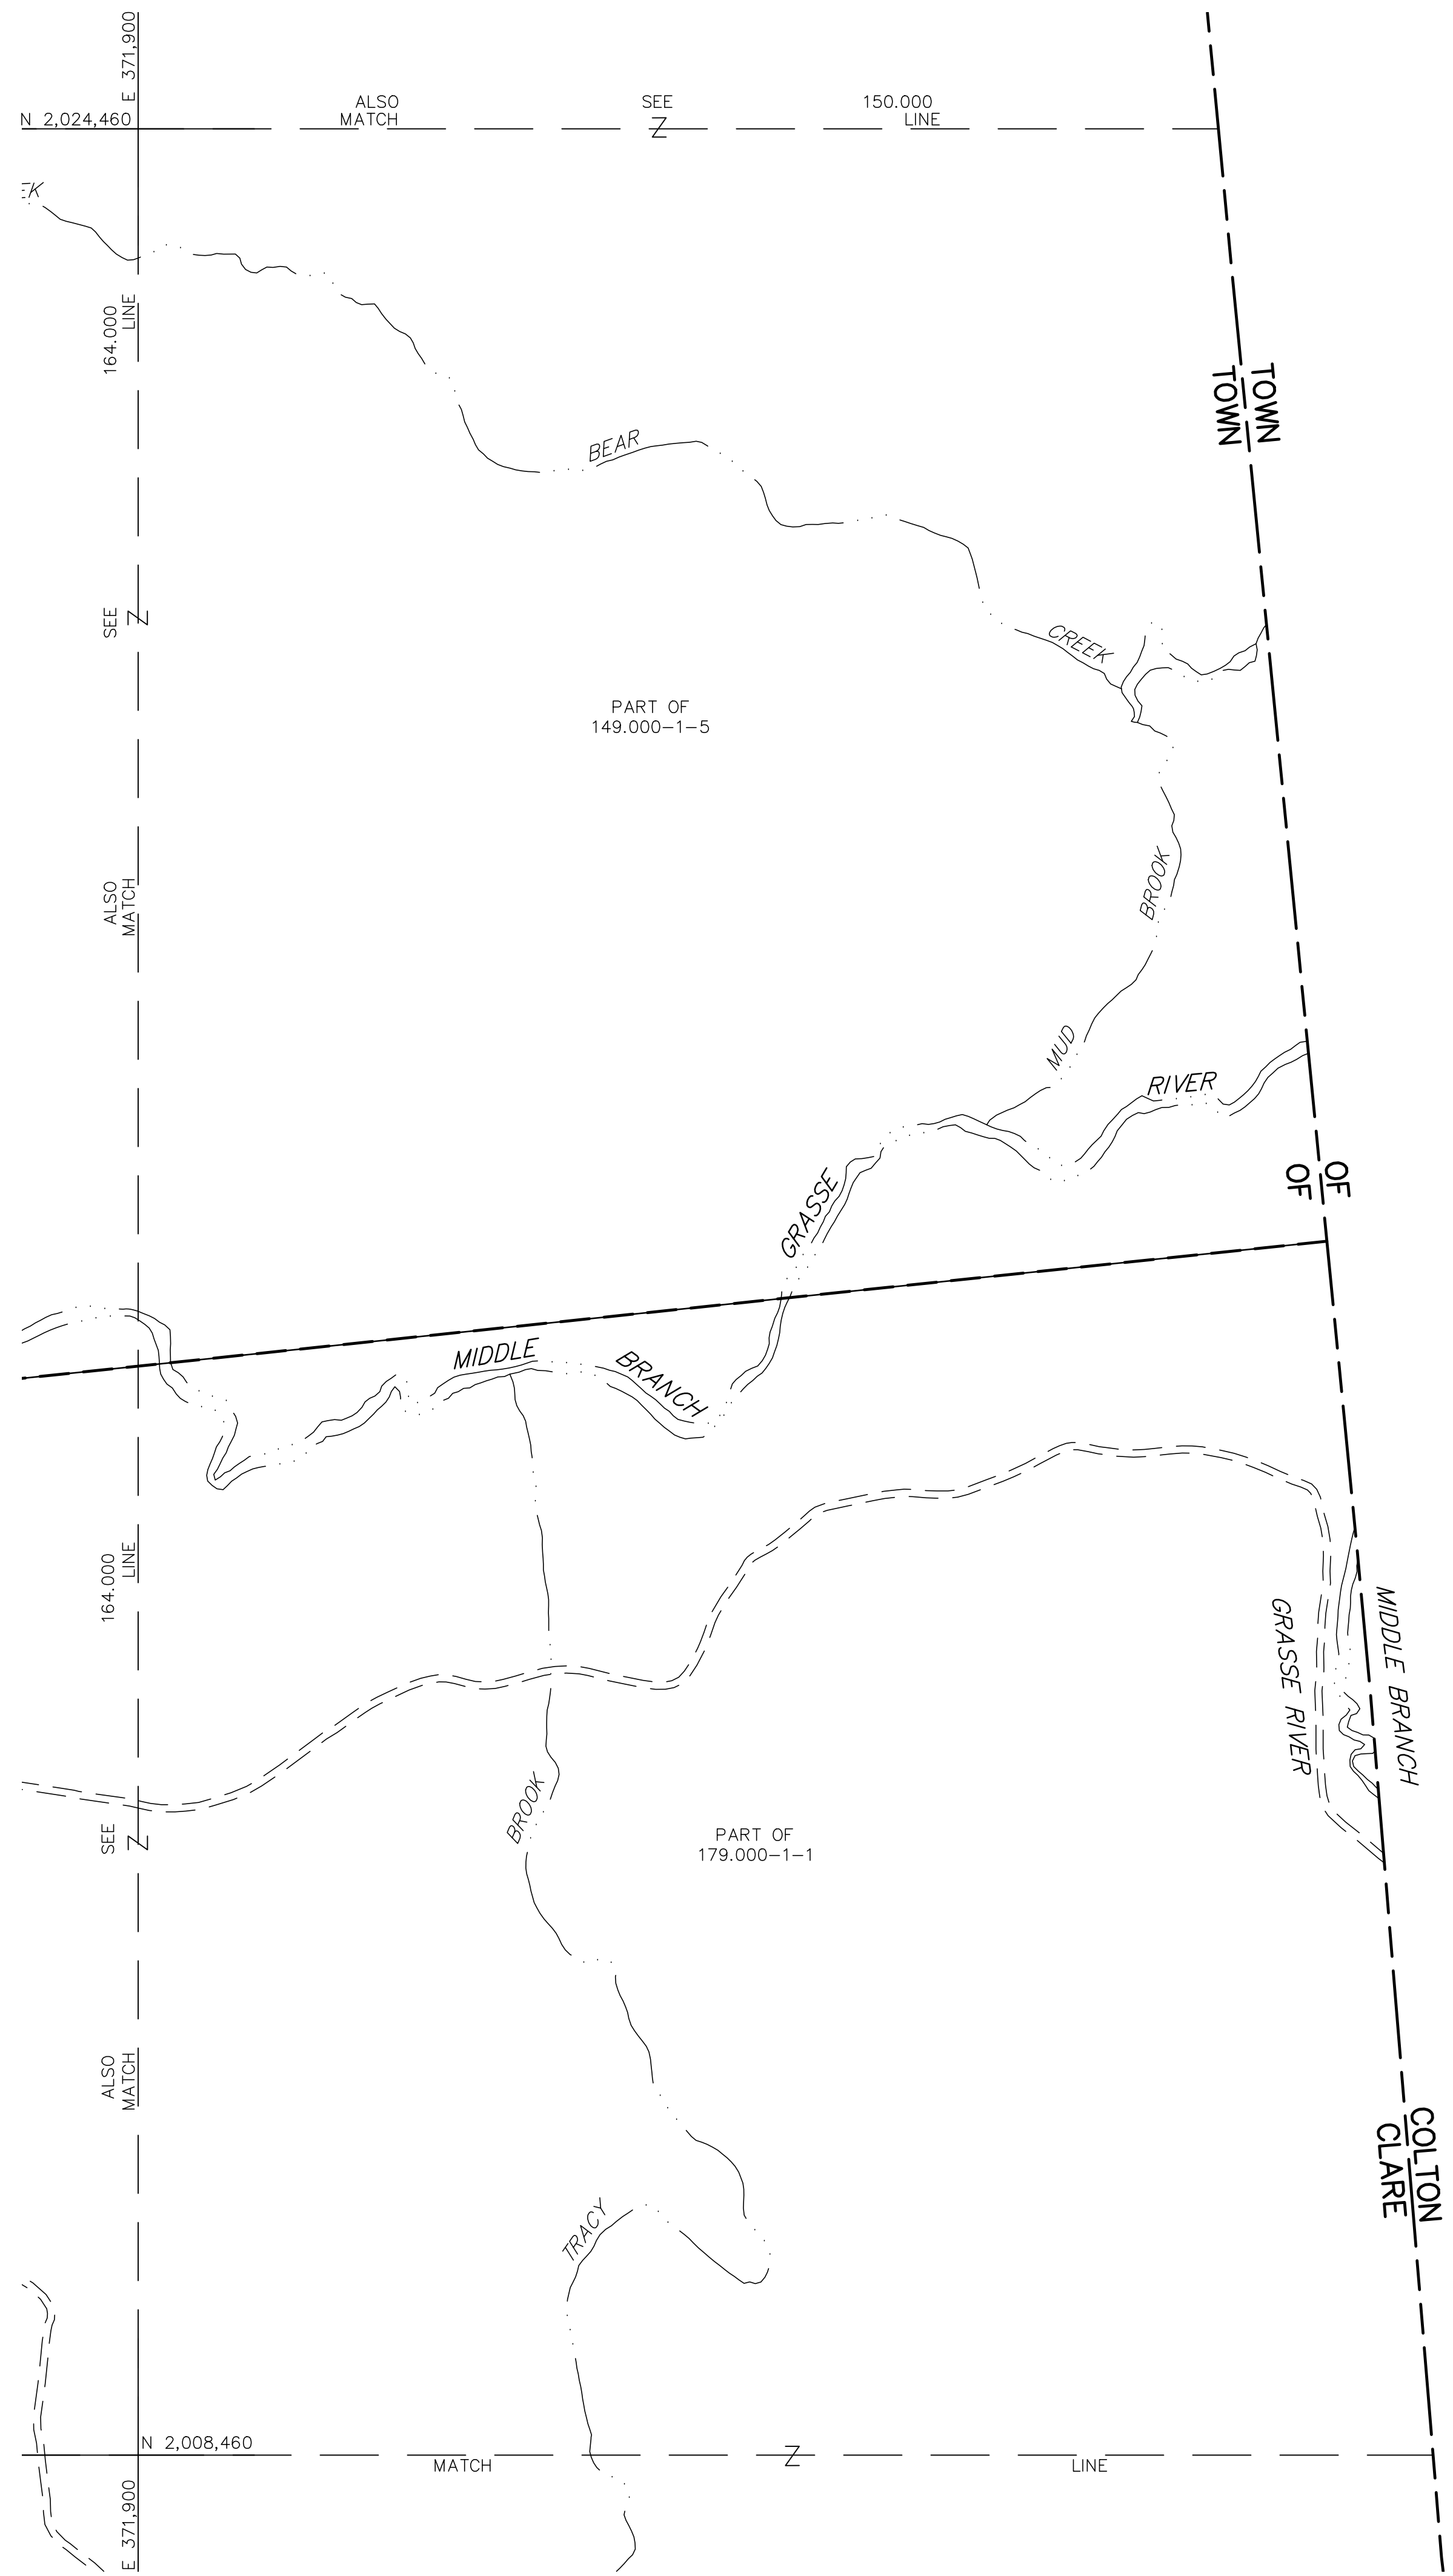 E 371,900
N 2,024,460
ALSO SEE 150.000
MATCH Z LINE
EK
164.000
LINE
TOWN
TOWN
BEAR
SEE
Z
CREEK
PART OF
149.000-1-5
ALSO
MATCH
BROOK
MUD
RIVER
OF
OF
GRASSE
MIDDLE
BRANCH
164.000
LINE
MIDDLE BRANCH
GRASSE RIVER
BROOK
SEE
Z
PART OF
179.000-1-1
ALSO
MATCH
COLTON
CLARE
TRACY
N 2,008,460
MATCH Z LINE
E 371,900